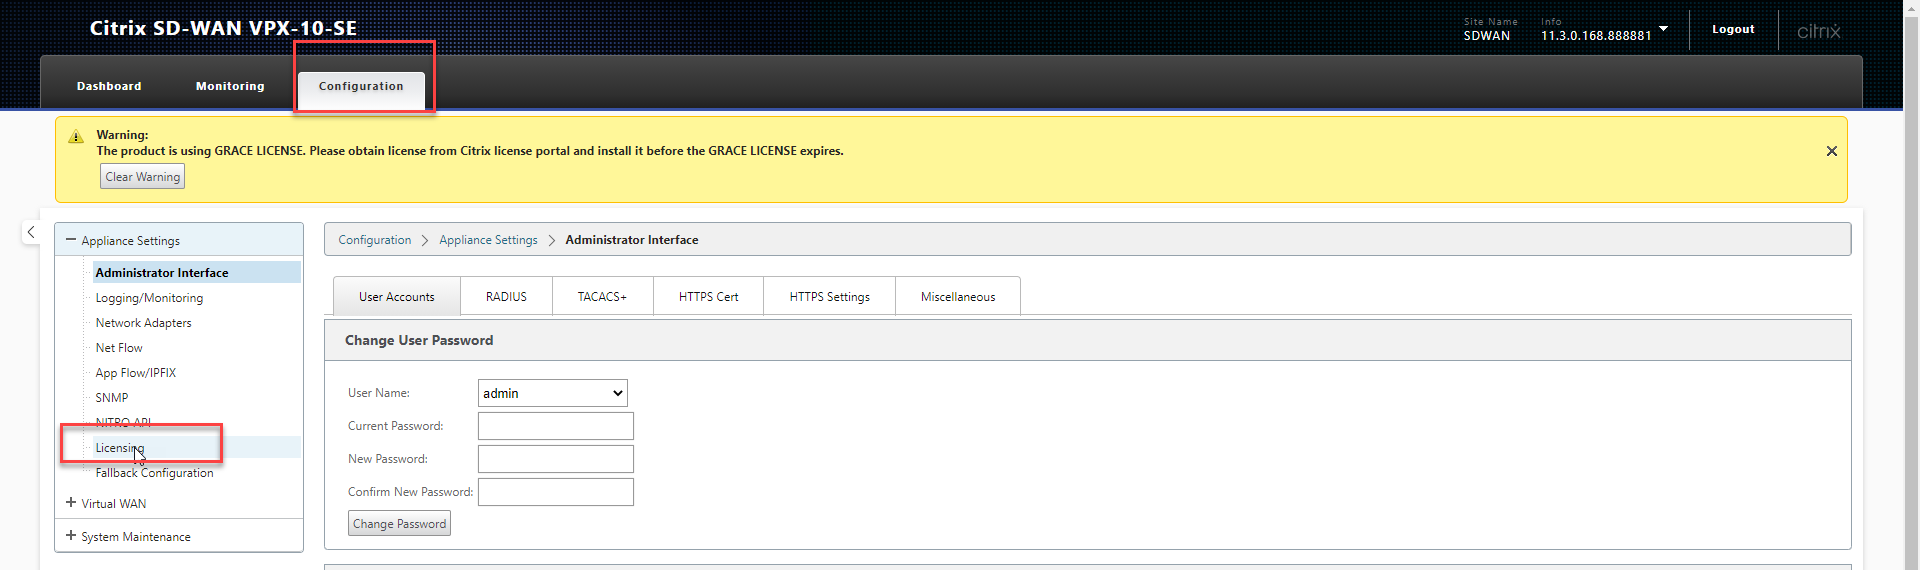 Citrix SD-WAN VPX-10-SE
Site Name
SDWAN
Info
11.3.0.168.888881
Logout
citrix
Dashboard
Monitoring
Configuration
Warning:
The product is using GRACE LICENSE. Please obtain license from Citrix license portal and install it before the GRACE LICENSE expires.
Clear Warning
Appliance Settings
Administrator Interface
Logging/Monitoring
Network Adapters
Net Flow
App Flow/IPFIX
SNMP
NITRO API
Licensing
Fallback Configuration
Virtual WAN
System Maintenance
Configuration > Appliance Settings > Administrator Interface
User Accounts
RADIUS
TACACS+
HTTPS Cert
HTTPS Settings
Miscellaneous
Change User Password
User Name:
admin
Current Password:
New Password:
Confirm New Password:
Change Password